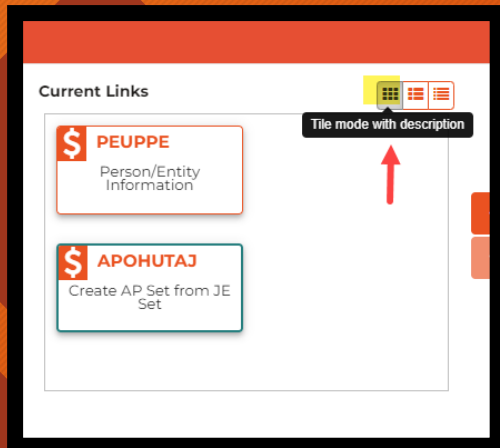 Current Links
Tile mode with description
$ PEUPPE
Person/Entity
Information
$ APOHUTAJ
Create AP Set from JE
Set